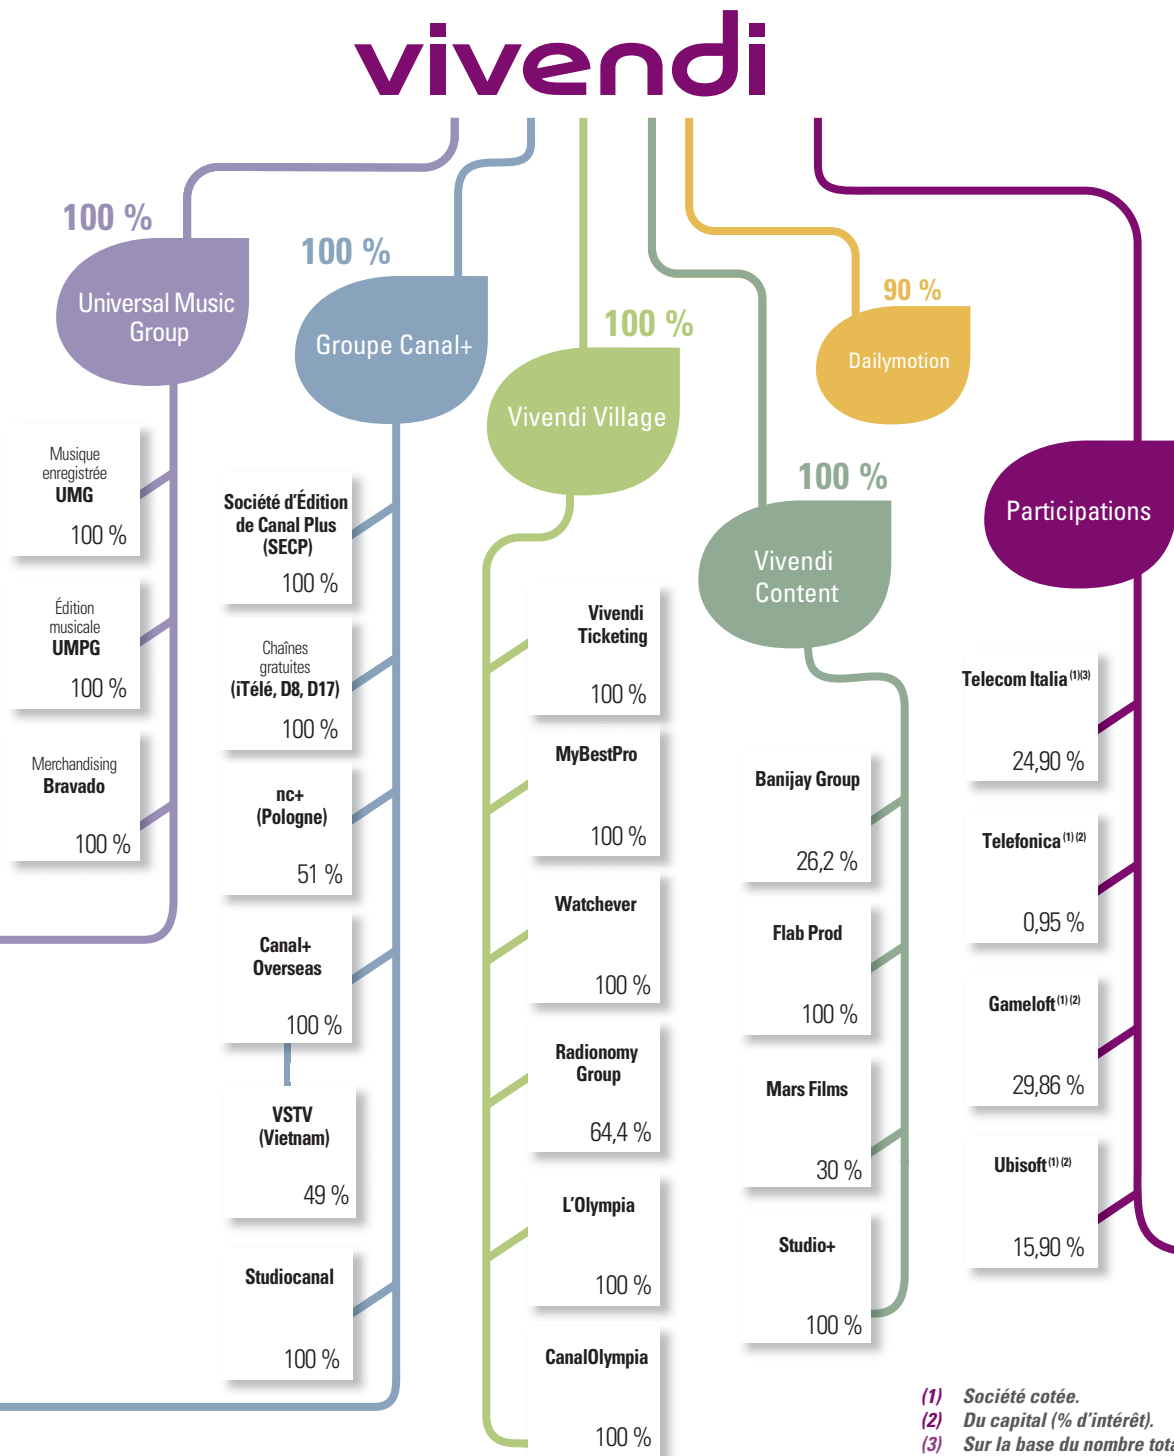 vivendi
100 %
Universal Music
Group
Musique
enregistrée
UMG
100 %
Édition
musicale
UMPG
100 %
Merchandising
Bravado
100 %
100 %
Groupe Canal+
Société d'Édition
de Canal Plus
(SECP)
100 %
Chaînes
gratuites
(iTélé, D8, D17)
100 %
nc+
(Pologne)
51 %
Canal+
Overseas
100 %
VSTV
(Vietnam)
49 %
Studiocanal
100 %
100 %
Vivendi Village
Vivendi
Ticketing
100 %
MyBestPro
100 %
Watchever
100 %
Radionomy
Group
64,4 %
L'Olympia
100 %
CanalOlympia
100 %
100 %
Vivendi
Content
Banijay Group
26,2 %
Flab Prod
100 %
Mars Films
30 %
Studio+
100 %
90 %
Dailymotion
Participations
Telecom Italia (1)(3)
24,90 %
Telefonica (1) (2)
0,95 %
Gameloft (1) (2)
29,86 %
Ubisoft (1) (2)
15,90 %
(1) Société cotée.
(2) Du capital (% d'intérêt).
(3) Sur la base du nombre